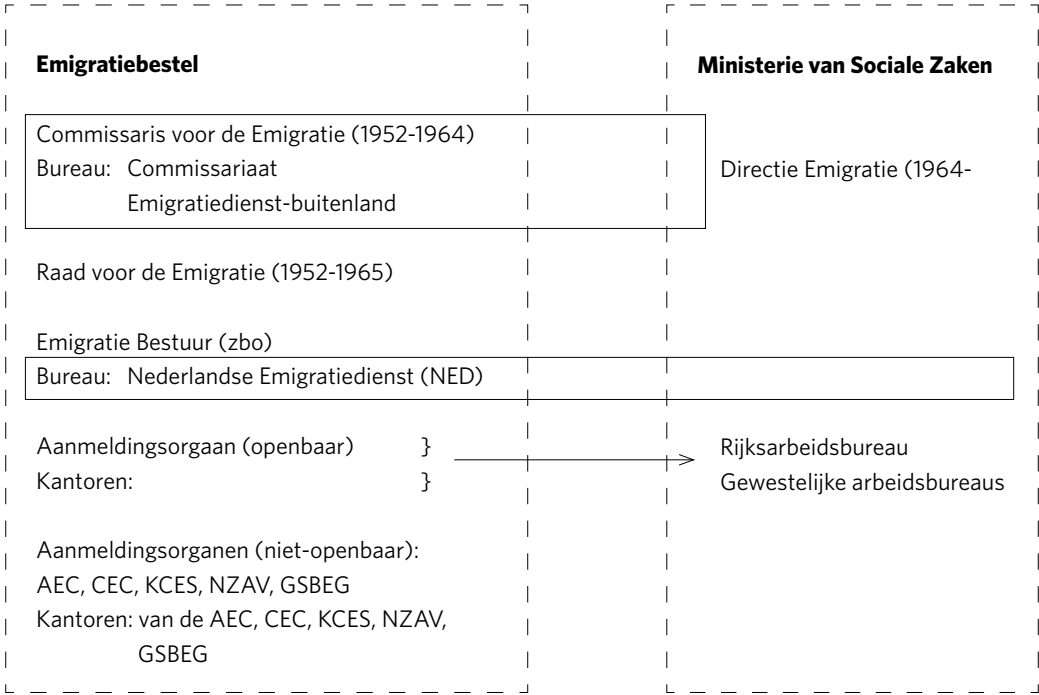 Emigratiebestel
Ministerie van Sociale Zaken
Commissaris voor de Emigratie (1952-1964)
Bureau: Commissariaat
Directie Emigratie (1964-
Emigratiedienst-buitenland
Raad voor de Emigratie (1952-1965)
Emigratie Bestuur (zbo)
Bureau: Nederlandse Emigratiedienst (NED)
Aanmeldingsorgaan (openbaar) }
Rijksarbeidsbureau
Kantoren: }
Gewestelijke arbeidsbureaus
Aanmeldingsorganen (niet-openbaar):
AEC, CEC, KCES, NZAV, GSBEG
Kantoren: van de AEC, CEC, KCES, NZAV,
GSBEG